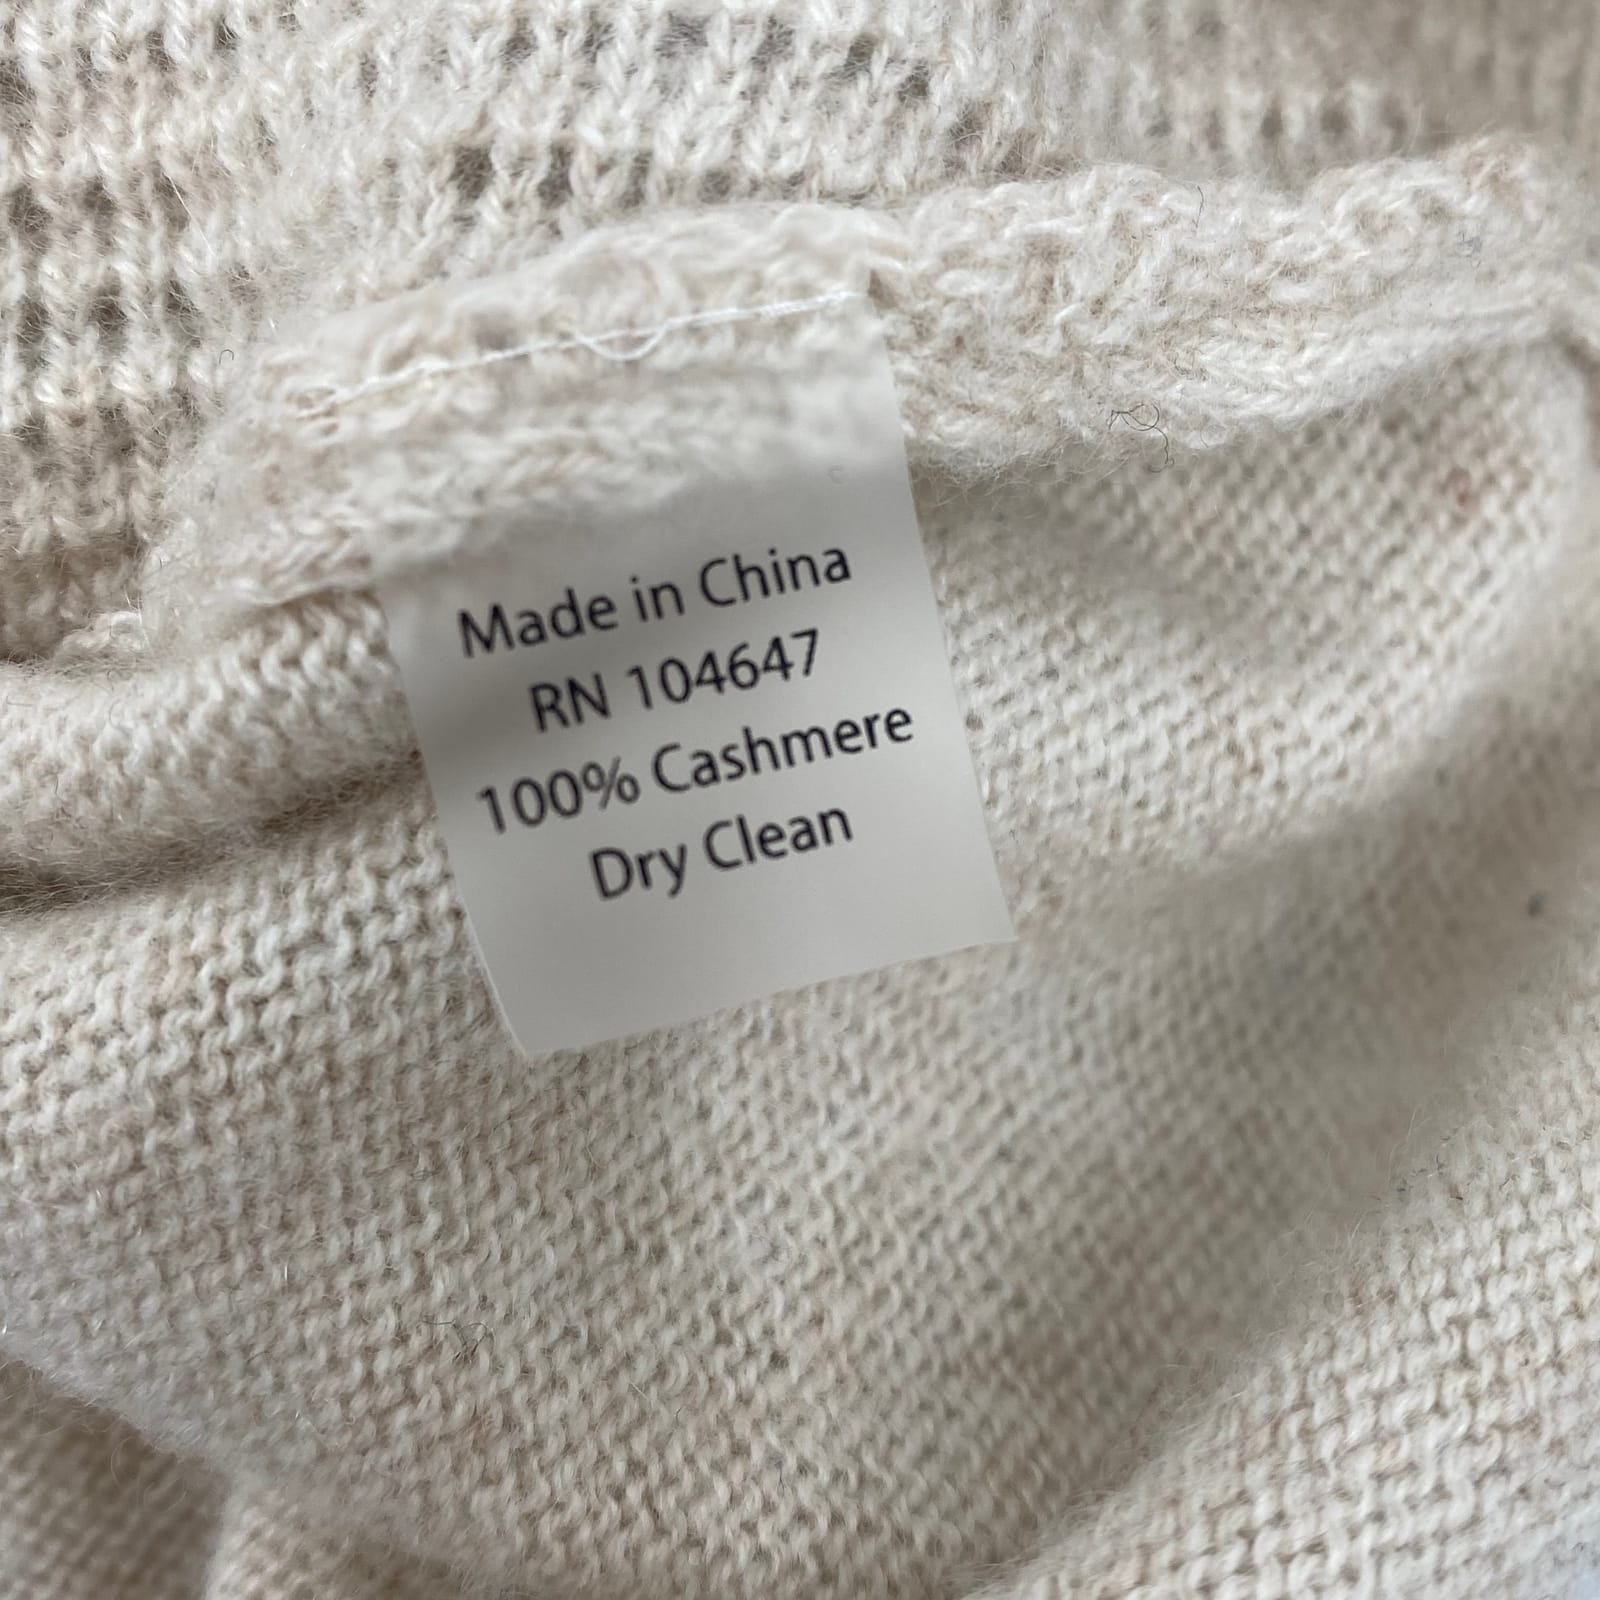 Made in China
RN 104647
100% Cashmere
Dry Clean